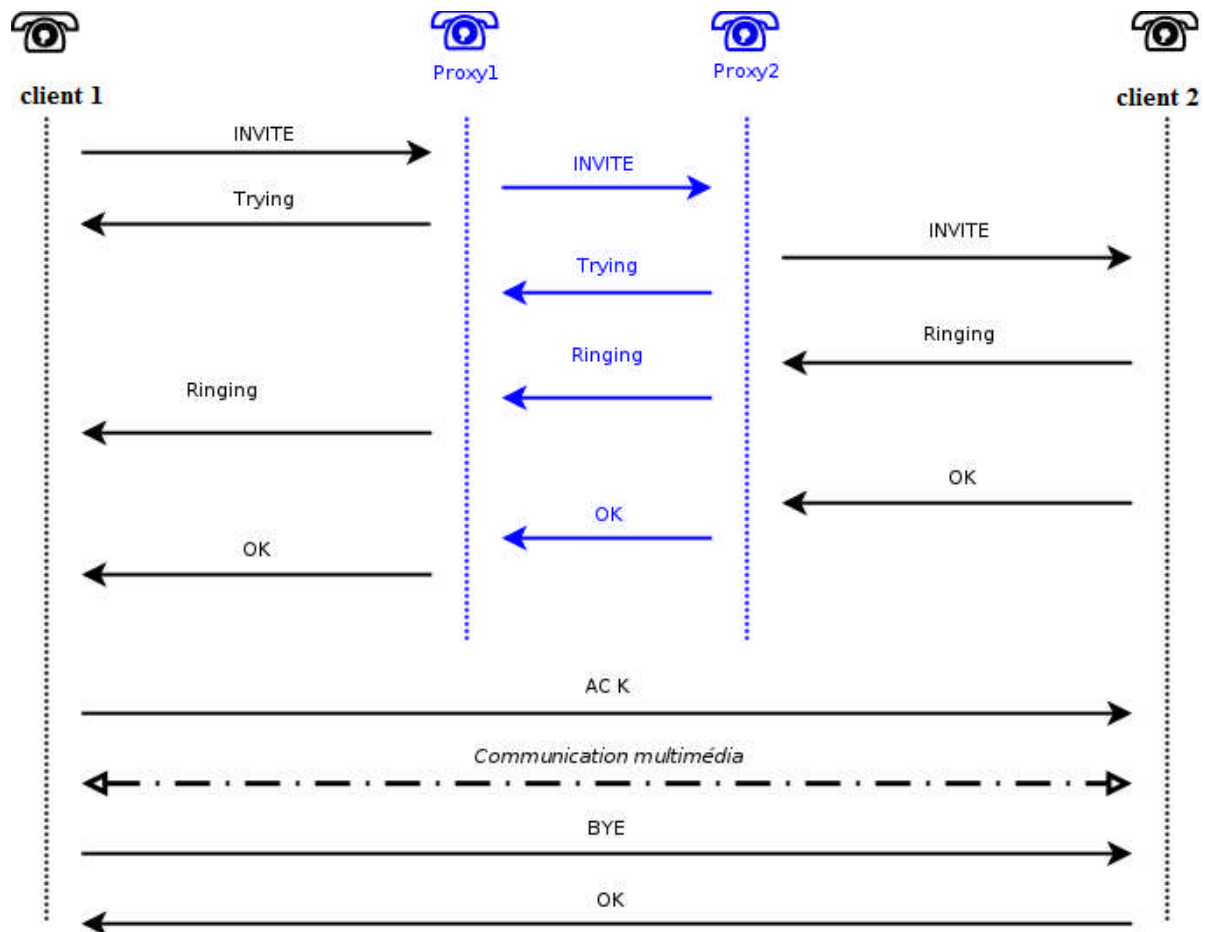 Proxy1
Proxy2
client 1
client 2
INVITE
INVITE
Trying
INVITE
Trying
Ringing
Ringing
Ringing
OK
OK
OK
AC K
Communication multimédia
BYE
OK